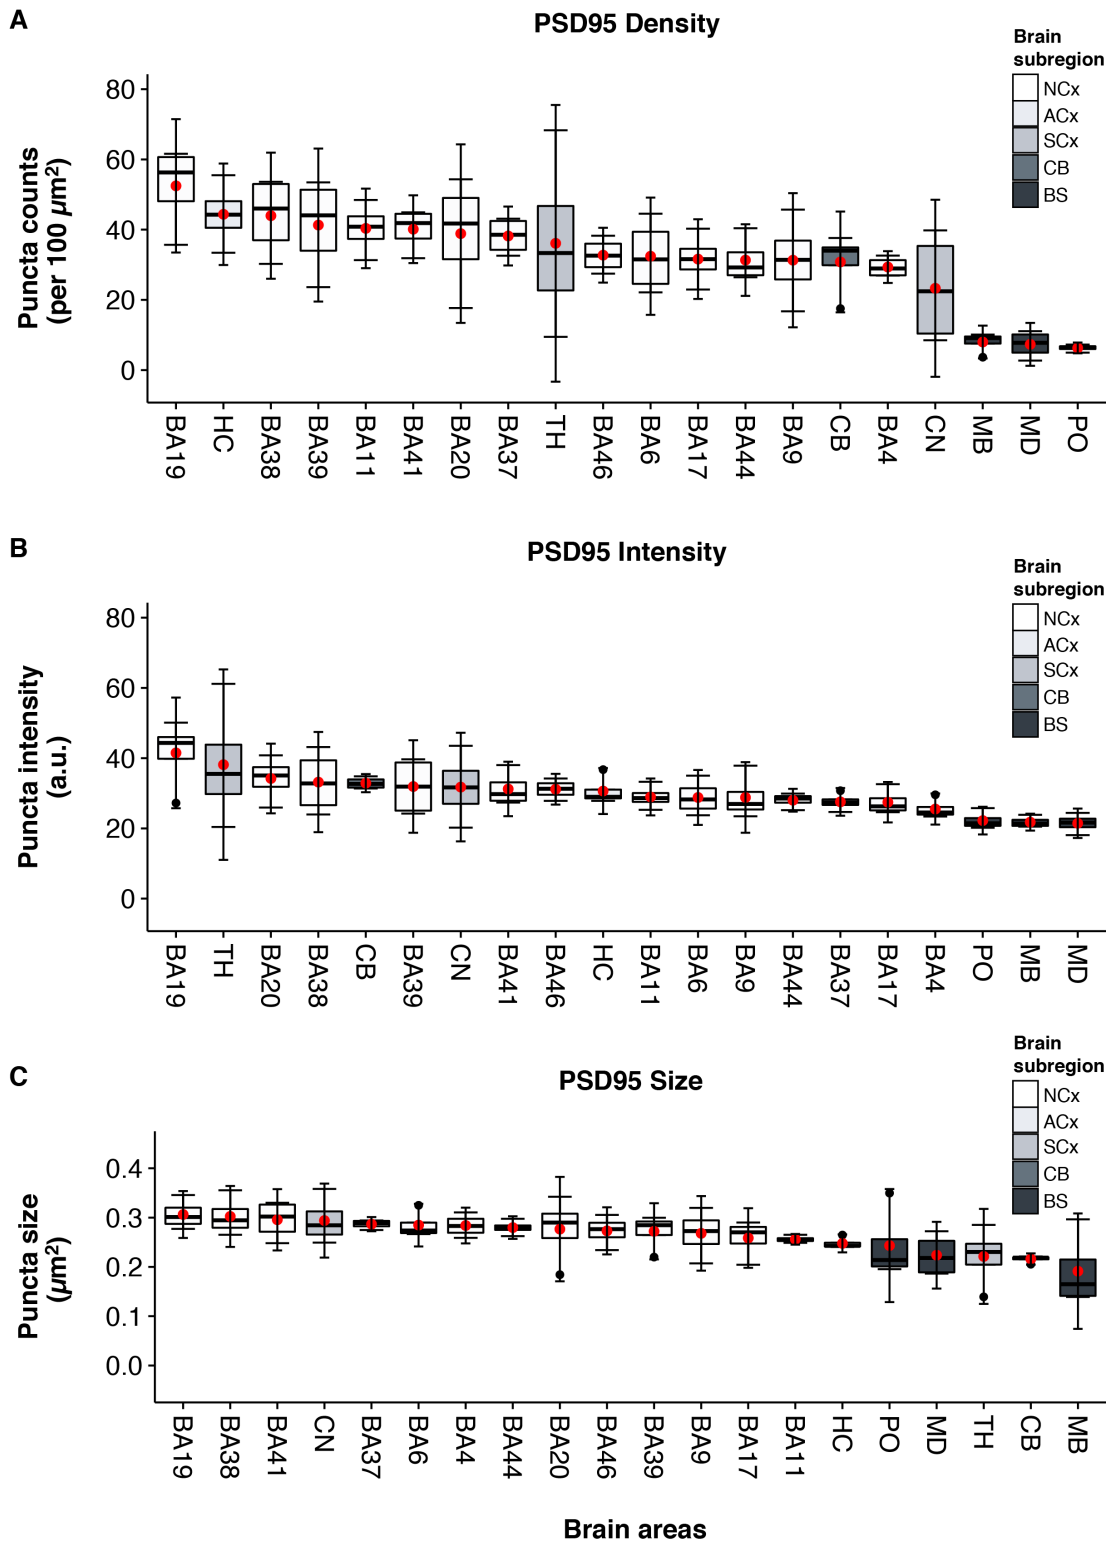 A
PSD95 Density
Brain
subregion
NCx
ACx
SCx
CB
BS
Puncta counts
(per 100 µm²)
80
60
40
20
0
BA19 HC BA38 BA39 BA11 BA41 BA20 BA37 TH BA46 BA6 BA17 BA44 BA9 CB BA4 CN MB MD PO
B
PSD95 Intensity
Brain
subregion
NCx
ACx
SCx
CB
BS
Puncta intensity
(a.u.)
80
60
40
20
0
BA19 TH BA20 BA38 CB BA39 CN BA41 BA46 HC BA11 BA6 BA9 BA44 BA37 BA17 BA4 PO MB MD
C
PSD95 Size
Brain
subregion
NCx
ACx
SCx
CB
BS
Puncta size
(µm²)
0.4
0.3
0.2
0.1
0.0
BA19 BA38 BA41 CN BA37 BA6 BA4 BA44 BA20 BA46 BA39 BA9 BA17 BA11 HC PO MD TH CB MB
Brain areas